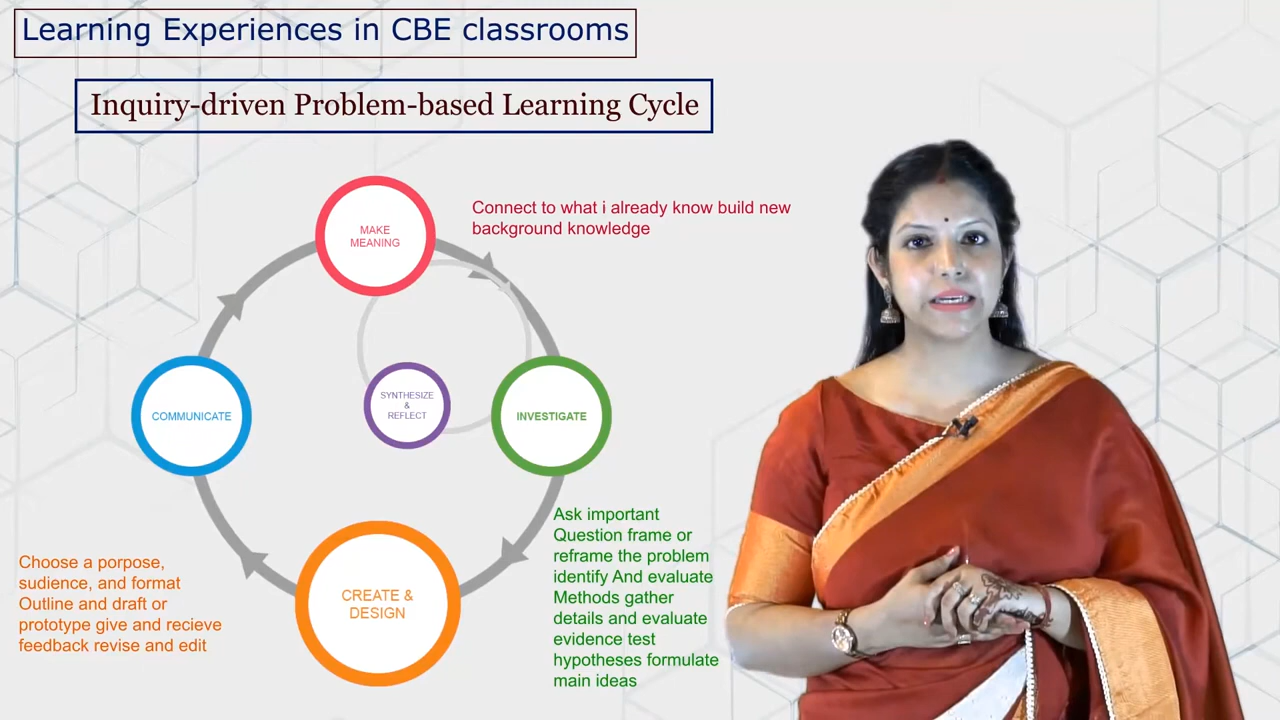 Learning Experiences in CBE classrooms
Inquiry-driven Problem-based Learning Cycle
MAKE
MEANING
Connect to what i already know build new
background knowledge
COMMUNICATE
SYNTHESIZE
&
REFLECT
INVESTIGATE
Ask important
Question frame or
reframe the problem
identify And evaluate
Methods gather
details and evaluate
evidence test
hypotheses formulate
main ideas
CREATE &
DESIGN
Choose a porpose,
sudience, and format
Outline and draft or
prototype give and recieve
feedback revise and edit